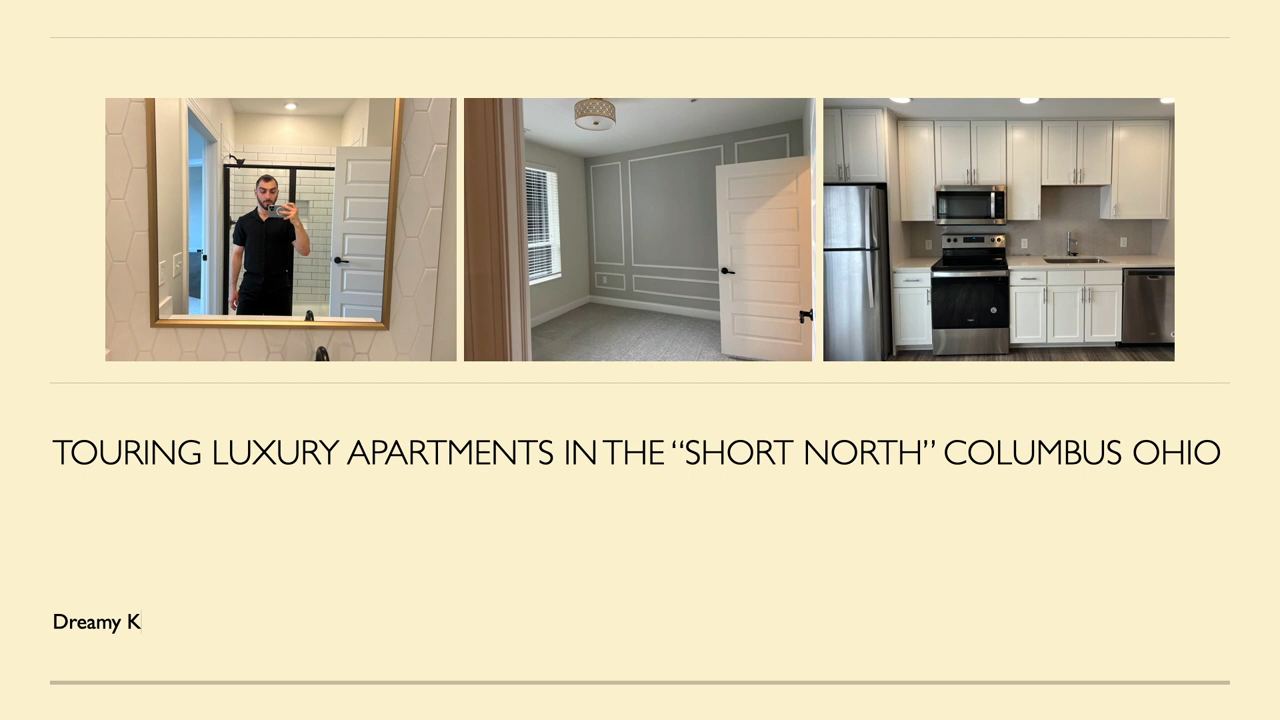 TOURING LUXURY APARTMENTS IN THE “SHORT NORTH” COLUMBUS OHIO
Dreamy K